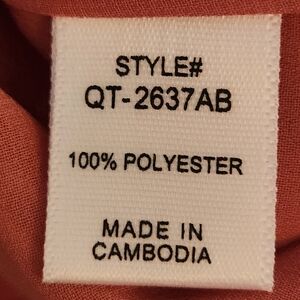 STYLE#
QT-2637AB
100% POLYESTER
MADE IN
CAMBODIA